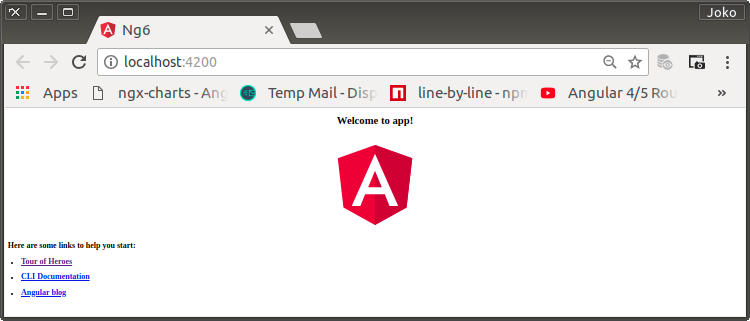 Joko
Ng6
localhost:4200
Apps ngx-charts - Ang Temp Mail - Disp line-by-line - npm Angular 4/5 Rou »
Welcome to app!
Here are some links to help you start:
Tour of Heroes
CLI Documentation
Angular blog